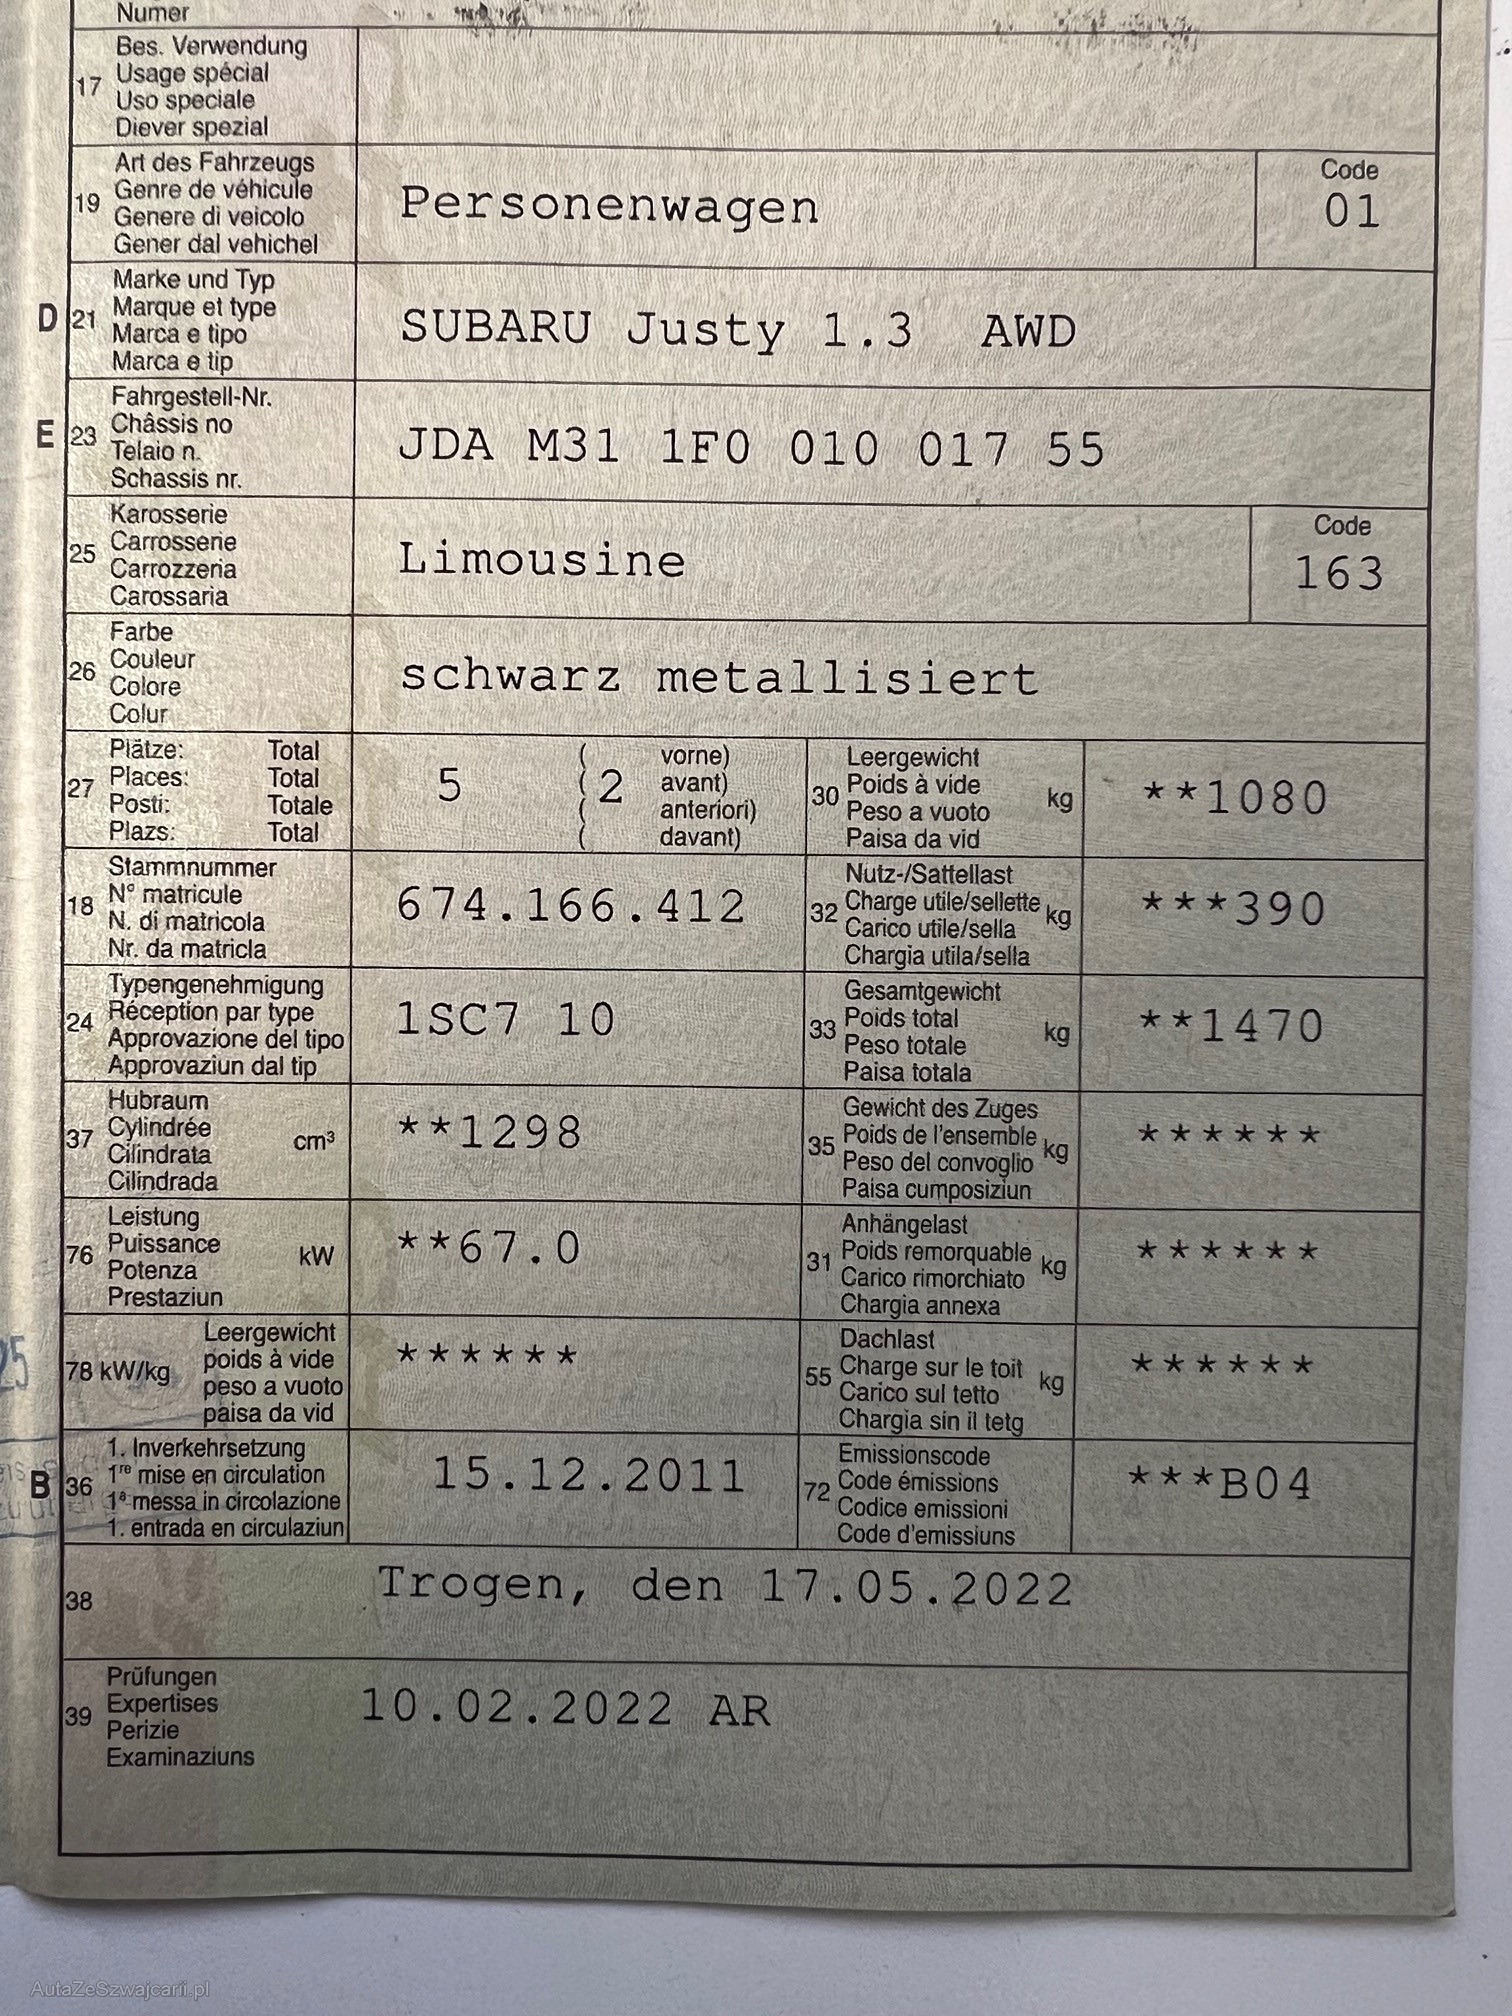 Numer
17
Bes. Verwendung
Usage spécial
Uso speciale
Diever spezial
19
Art des Fahrzeugs
Genre de véhicule
Genere di veicolo
Gener dal vehichel
Personenwagen
Code
01
D 21
Marke und Typ
Marque et type
Marca e tipo
Marca e tip
SUBARU Justy 1.3 AWD
E 23
Fahrgestell-Nr.
Châssis no
Telaio n.
Schassis nr.
JDA M31 1F0 010 017 55
25
Karosserie
Carrosserie
Carrozzeria
Carossaria
Limousine
Code
163
26
Farbe
Couleur
Colore
Colur
schwarz metallisiert
27
Plätze: Total
Places: Total
Posti: Totale
Plazs: Total
5
( vorne)
( 2 avant)
( anteriori)
( davant)
30
Leergewicht
Poids à vide kg
Peso a vuoto
Paisa da vid
**1080
18
Stammnummer
N° matricule
N. di matricola
Nr. da matricla
674.166.412
32
Nutz-/Sattellast
Charge utile/sellette kg
Carico utile/sella
Chargia utila/sella
***390
24
Typengenehmigung
Réception par type
Approvazione del tipo
Approvaziun dal tip
1SC7 10
33
Gesamtgewicht
Poids total kg
Peso totale
Paisa totala
**1470
37
Hubraum
Cylindrée cm³
Cilindrata
Cilindrada
**1298
35
Gewicht des Zuges
Poids de l'ensemble kg
Peso del convoglio
Paisa cumposiziun
******
76
Leistung
Puissance kW
Potenza
Prestaziun
**67.0
31
Anhängelast
Poids remorquable kg
Carico rimorchiato
Chargia annexa
******
78 kW/kg
Leergewicht
poids à vide
peso a vuoto
paisa da vid
******
55
Dachlast
Charge sur le toit kg
Carico sul tetto
Chargia sin il tetg
******
B 36
1. Inverkehrsetzung
1re mise en circulation
1a messa in circolazione
1. entrada en circulaziun
15.12.2011
72
Emissionscode
Code émissions
Codice emissioni
Code d'emissiuns
***B04
38
Trogen, den 17.05.2022
39
Prüfungen
Expertises
Perizie
Examinaziuns
10.02.2022 AR
AutaZeSzwajcarii.pl